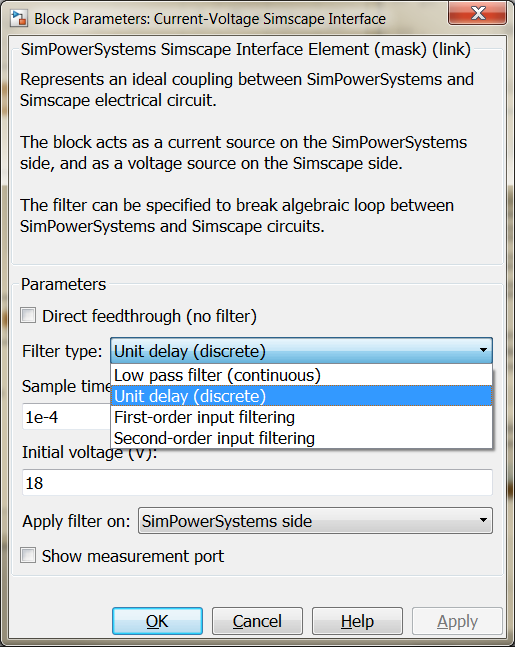 Block Parameters: Current-Voltage Simscape Interface
SimPowerSystems Simscape Interface Element (mask) (link)
Represents an ideal coupling between SimPowerSystems and
Simscape electrical circuit.
The block acts as a current source on the SimPowerSystems
side, and as a voltage source on the Simscape side.
The filter can be specified to break algebraic loop between
SimPowerSystems and Simscape circuits.
Parameters
Direct feedthrough (no filter)
Filter type: Unit delay (discrete)
Low pass filter (continuous)
Sample time
Unit delay (discrete)
1e-4
First-order input filtering
Second-order input filtering
Initial voltage (V):
18
Apply filter on: SimPowerSystems side
Show measurement port
OK Cancel Help Apply